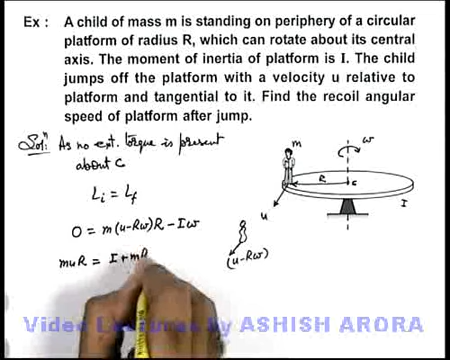 Ex : A child of mass m is standing on periphery of a circular
platform of radius R, which can rotate about its central
axis. The moment of inertia of platform is I. The child
jumps off the platform with a velocity u relative to
platform and tangential to it. Find the recoil angular
speed of platform after jump.
Solⁿ: As no ext. torque is present
about C
Li = Lf
0 = m(u-Rω)R - Iω
muR = I+m
m
ω
R
C
u
I
(u-Rω)
Video Lectures by ASHISH ARORA